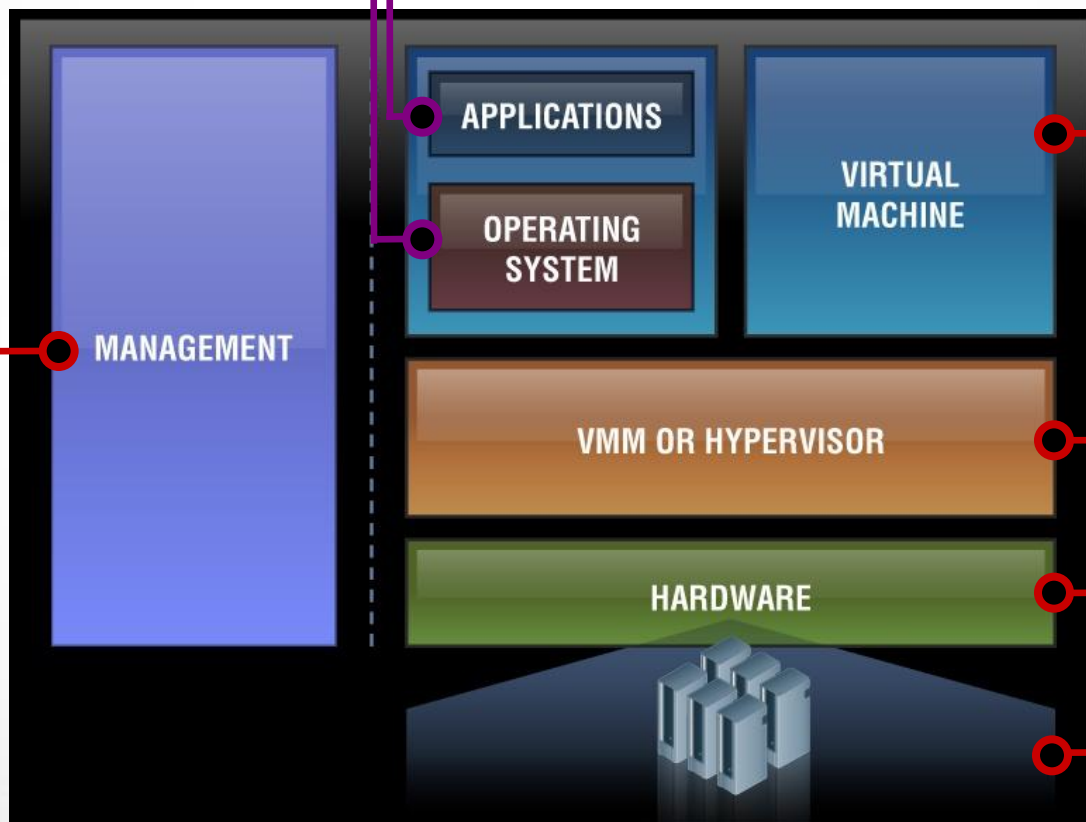 MANAGEMENT
APPLICATIONS
OPERATING
SYSTEM
VIRTUAL
MACHINE
VMM OR HYPERVISOR
HARDWARE